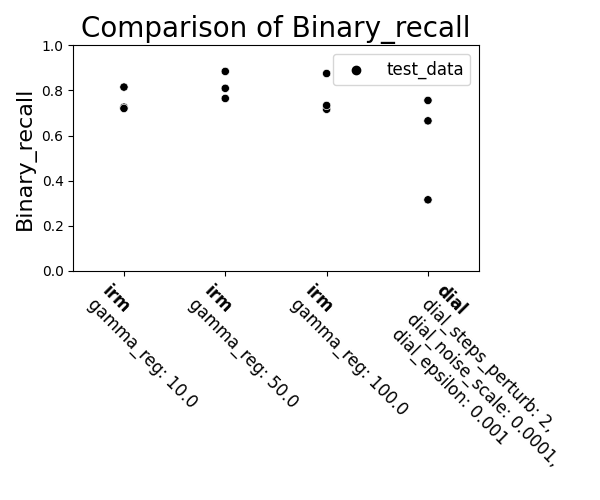 Comparison of Binary_recall
test_data
Binary_recall
1.0
0.8
0.6
0.4
0.2
0.0
irm
gamma_reg: 10.0
irm
gamma_reg: 50.0
irm
gamma_reg: 100.0
dial
dial_steps_perturb: 2,
dial_noise_scale: 0.0001,
dial_epsilon: 0.001